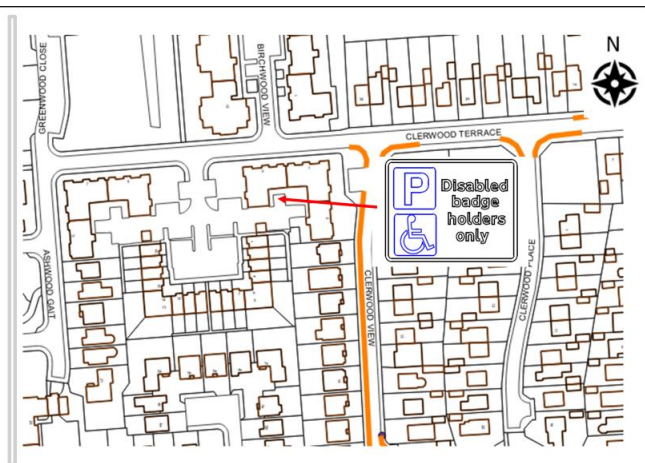 N
GREENWOOD CLOSE
BIRCHWOOD VIEW
CLERWOOD TERRACE
P
Disabled
badge
holders
only
ASHWOOD GAIT
CLERWOOD VIEW
CLERWOOD PLACE